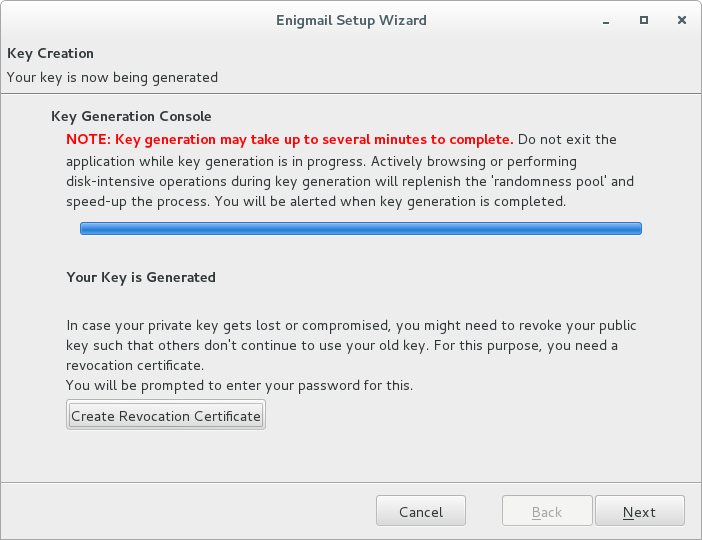 Enigmail Setup Wizard
Key Creation
Your key is now being generated
Key Generation Console
NOTE: Key generation may take up to several minutes to complete. Do not exit the
application while key generation is in progress. Actively browsing or performing
disk-intensive operations during key generation will replenish the 'randomness pool' and
speed-up the process. You will be alerted when key generation is completed.
Your Key is Generated
In case your private key gets lost or compromised, you might need to revoke your public
key such that others don't continue to use your old key. For this purpose, you need a
revocation certificate.
You will be prompted to enter your password for this.
Create Revocation Certificate
Cancel Back Next